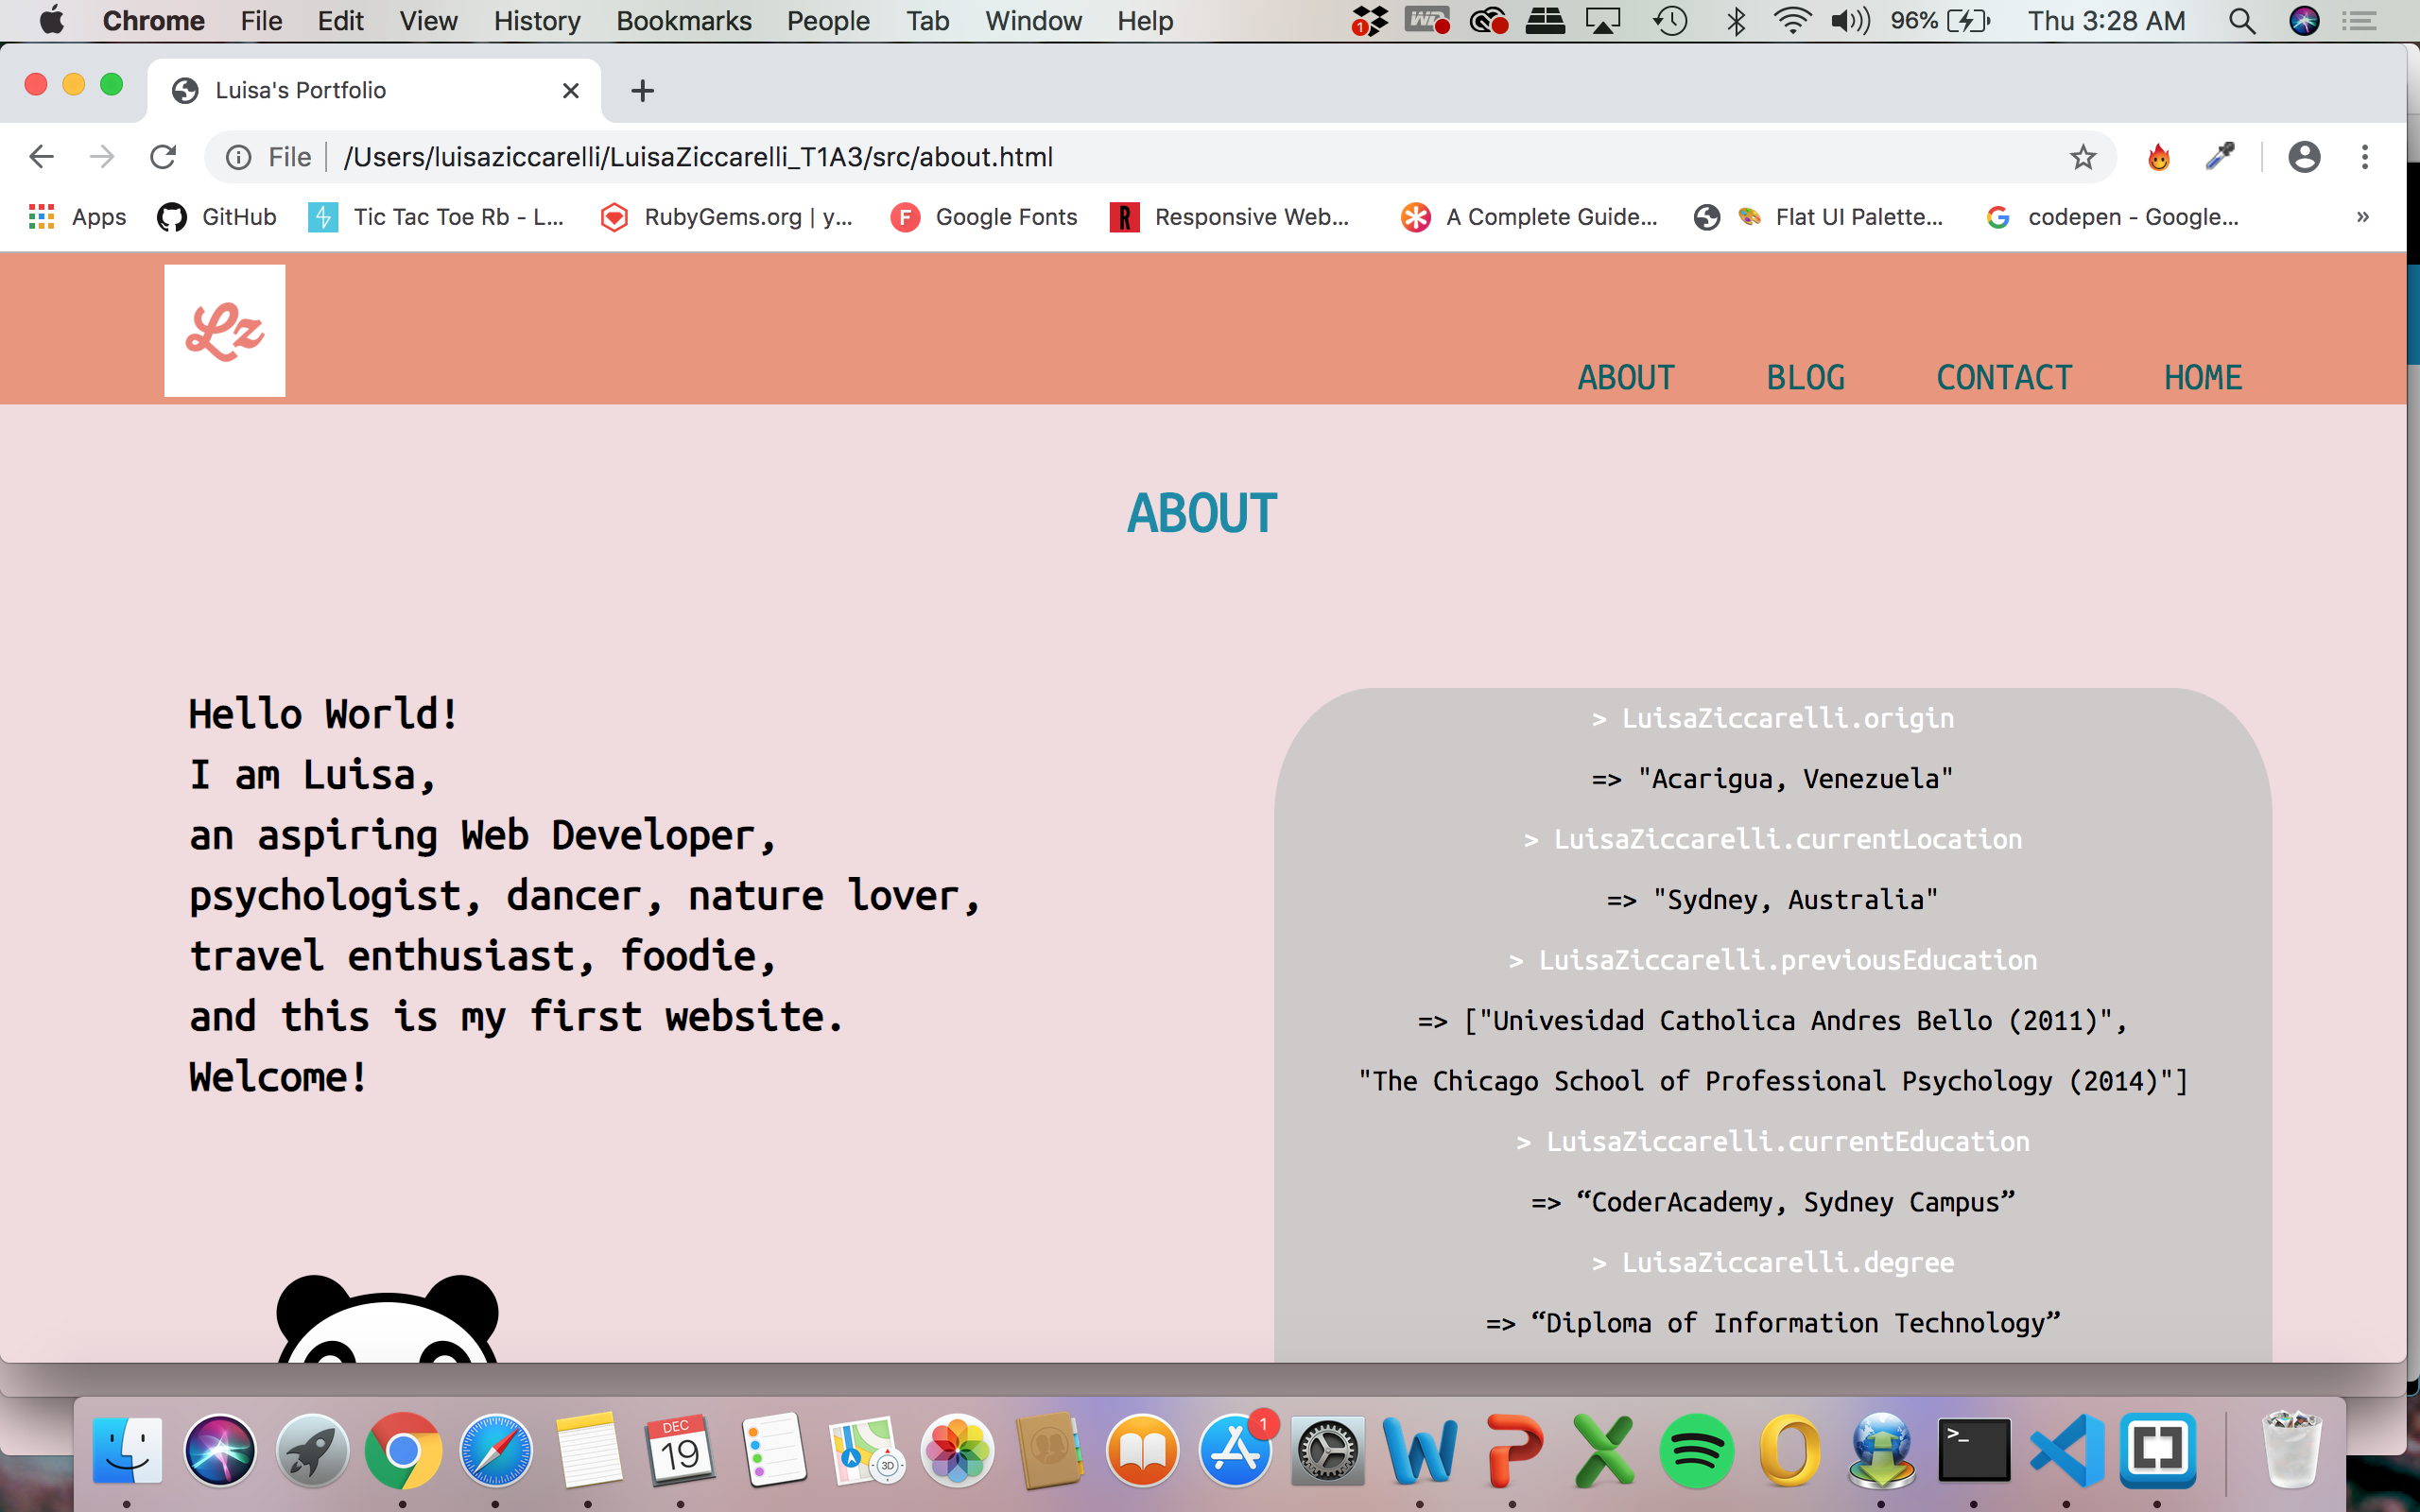 Chrome File Edit View History Bookmarks People Tab Window Help 1 WD 96% Thu 3:28 AM
Luisa's Portfolio
File /Users/luisaziccarelli/LuisaZiccarelli_T1A3/src/about.html
Apps GitHub Tic Tac Toe Rb - L... RubyGems.org | y... F Google Fonts R Responsive Web... A Complete Guide... Flat UI Palette... G codepen - Google... »
Lz
ABOUT BLOG CONTACT HOME
ABOUT
Hello World!
I am Luisa,
an aspiring Web Developer,
psychologist, dancer, nature lover,
travel enthusiast, foodie,
and this is my first website.
Welcome!
> LuisaZiccarelli.origin
=> "Acarigua, Venezuela"
> LuisaZiccarelli.currentLocation
=> "Sydney, Australia"
> LuisaZiccarelli.previousEducation
=> ["Univesidad Catholica Andres Bello (2011)",
"The Chicago School of Professional Psychology (2014)"]
> LuisaZiccarelli.currentEducation
=> “CoderAcademy, Sydney Campus”
> LuisaZiccarelli.degree
=> “Diploma of Information Technology”
DEC
19
3D
1
>_